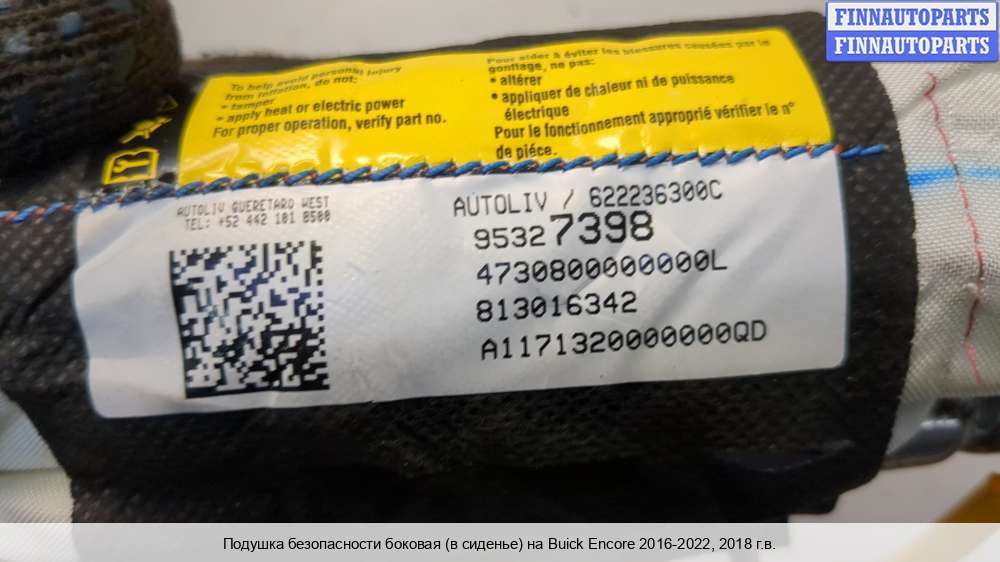 FINNAUTOPARTS
FINNAUTOPARTS
To help avoid personal injury
from inflation, do not:
- tamper
- apply heat or electric power
For proper operation, verify part no.
Pour aider à éviter les blessures causées par le
gonflage, ne pas:
• altérer
• appliquer de chaleur ni de puissance
électrique
Pour le fonctionnement approprié vérifier le n°
de piéce.
AUTOLIV QUERETARO WEST
TEL: +52 442 101 8500
AUTOLIV / 622236300C
95327398
4730800000000L
813016342
A1171320000000QD
Подушка безопасности боковая (в сиденье) на Buick Encore 2016-2022, 2018 г.в.